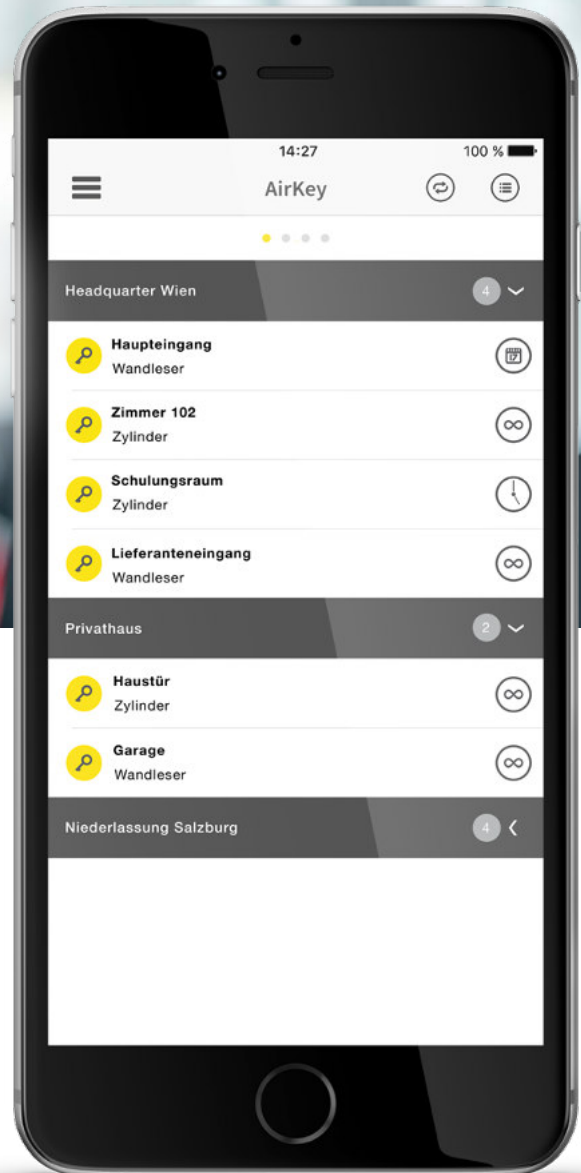 14:27
100 %
AirKey
Headquarter Wien
4
Haupteingang
Wandleser
17
Zimmer 102
Zylinder
Schulungsraum
Zylinder
Lieferanteneingang
Wandleser
Privathaus
2
Haustür
Zylinder
Garage
Wandleser
Niederlassung Salzburg
4